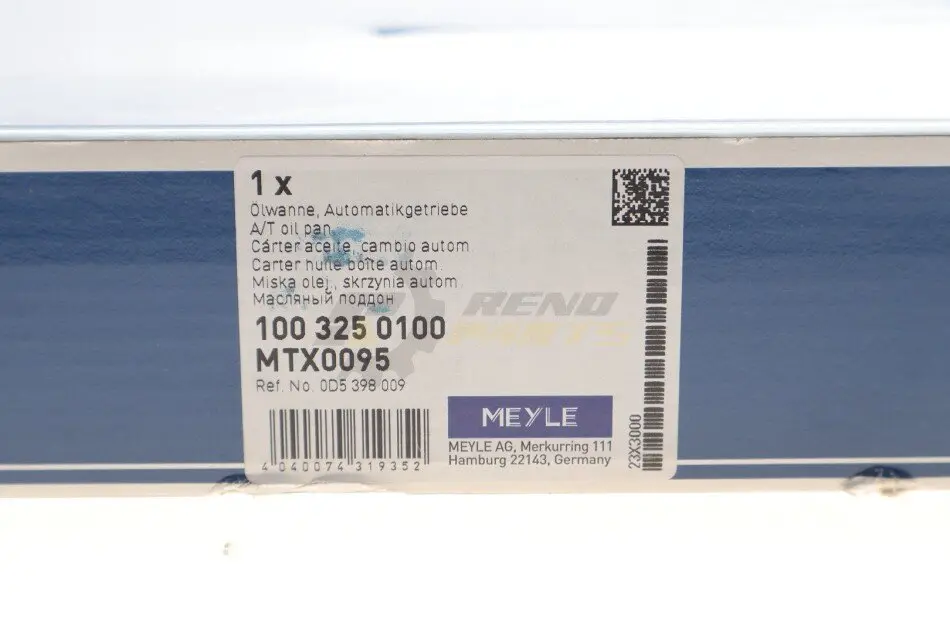 1 x
Ölwanne, Automatikgetriebe
A/T oil pan
Cárter aceite, cambio autom.
Carter huile boîte autom.
Miska olej., skrzynia autom.
Масляный поддон
RENO
PARTS
100 325 0100
MTX0095
Ref. No. 0D5 398 009
MEYLE
MEYLE AG, Merkurring 111
Hamburg 22143, Germany
4 040074 319352
23X3000